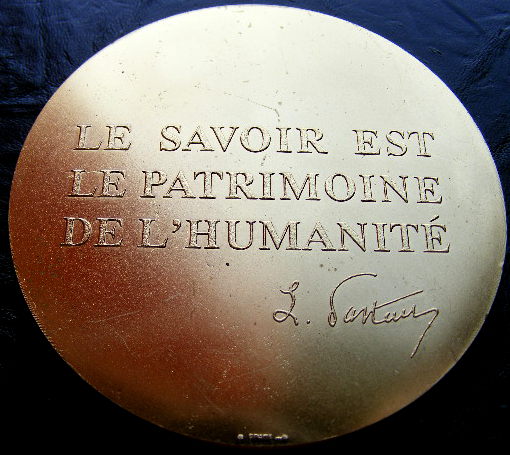 LE SAVOIR EST
LE PATRIMOINE
DE L'HUMANITÉ
L. Pasteur